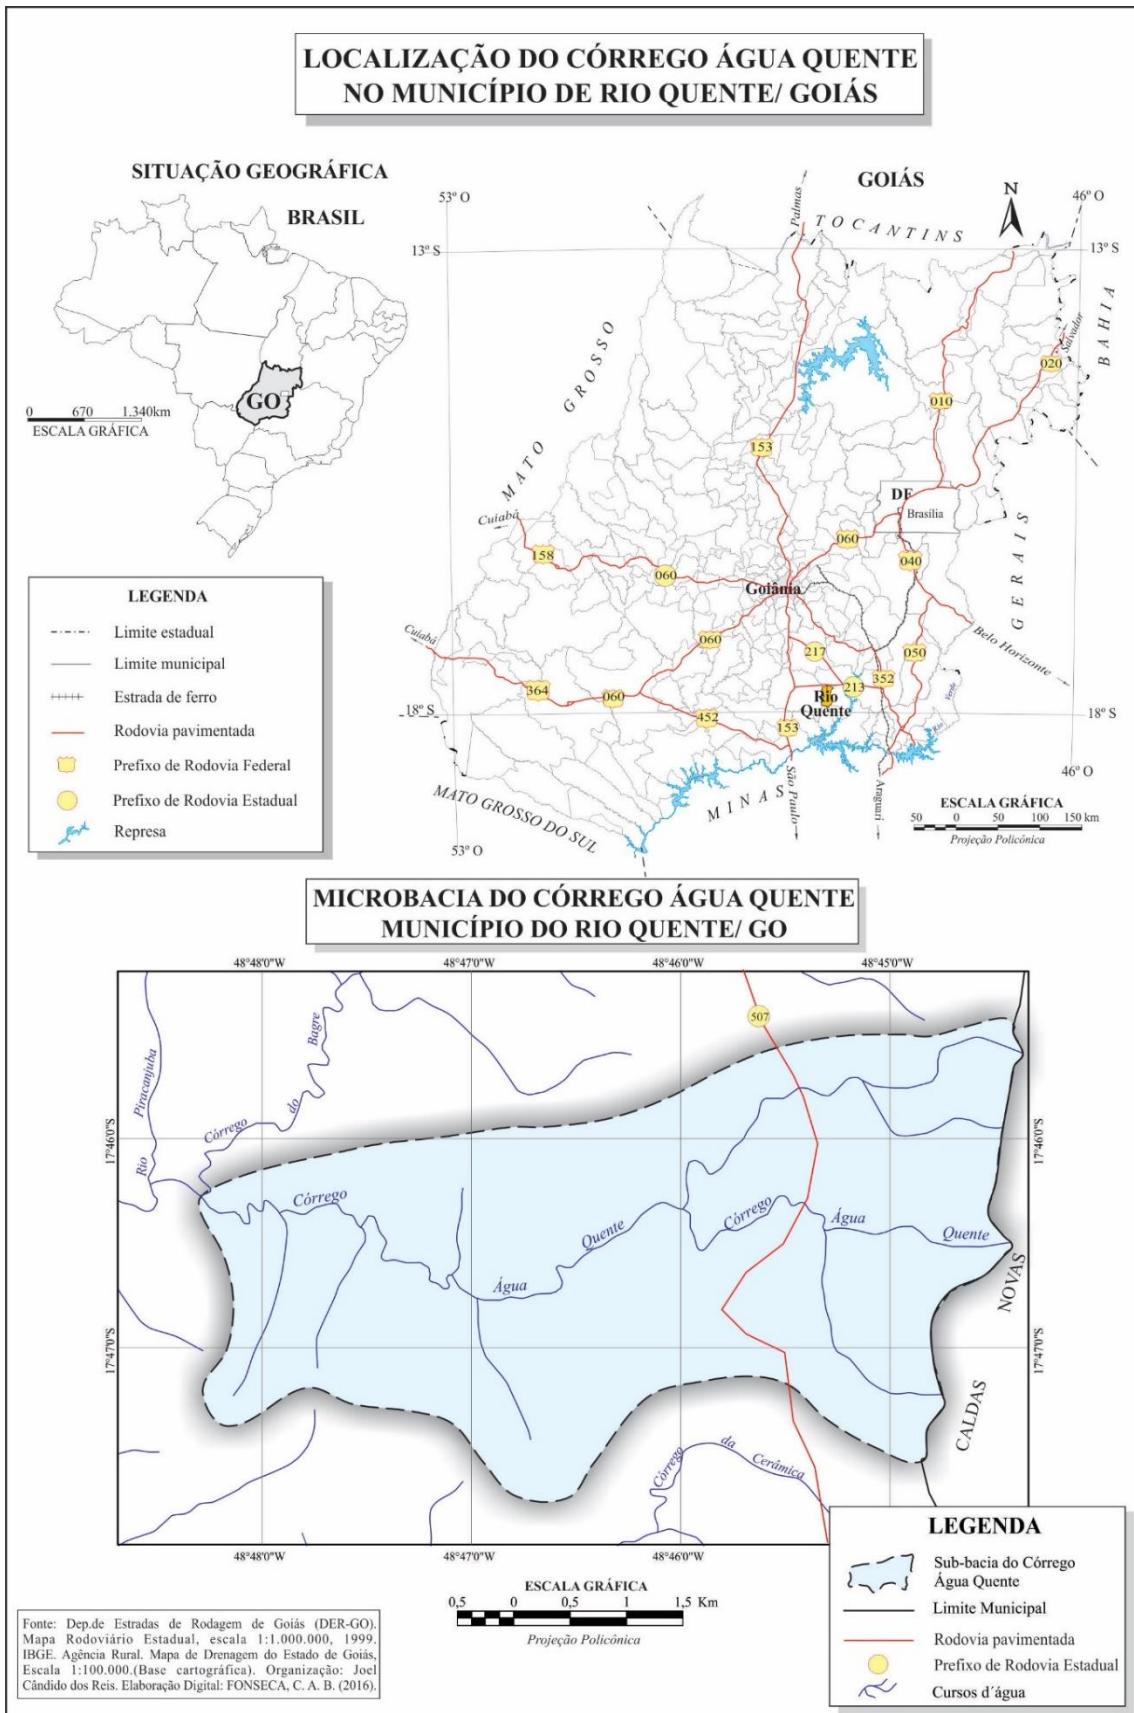 LOCALIZAÇÃO DO CÓRREGO ÁGUA QUENTE
NO MUNICÍPIO DE RIO QUENTE/ GOIÁS
SITUAÇÃO GEOGRÁFICA
BRASIL
GO
0 670 1.340km
ESCALA GRÁFICA
GOIÁS
N
53º O
46º O
13º S
13º S
Palmas
TOCANTINS
BAHIA
Salvador
MATO GROSSO
020
010
153
DF
Brasília
Cuiabá
158
060
060
040
Goiânia
GERAIS
Belo Horizonte
Cuiabá
060
217
050
364
060
452
352
213
Rio
Quente
153
Verde
Rio
18º S
18º S
MATO GROSSO DO SUL
MINAS
São Paulo
Araguari
53º O
46º O
ESCALA GRÁFICA
50 0 50 100 150 km
Projeção Policônica
LEGENDA
Limite estadual
Limite municipal
Estrada de ferro
Rodovia pavimentada
Prefixo de Rodovia Federal
Prefixo de Rodovia Estadual
Represa
MICROBACIA DO CÓRREGO ÁGUA QUENTE
MUNICÍPIO DO RIO QUENTE/ GO
48°48'0"W 48°47'0"W 48°46'0"W 48°45'0"W
507
Rio Piracanjuba
Córrego do Bagre
17°46'0"S
17°46'0"S
Córrego
Água
Quente
Córrego
Água
Quente
17°47'0"S
17°47'0"S
CALDAS NOVAS
Córrego da Cerâmica
48°48'0"W 48°47'0"W 48°46'0"W
ESCALA GRÁFICA
0,5 0 0,5 1 1,5 Km
Projeção Policônica
LEGENDA
Sub-bacia do Córrego
Água Quente
Limite Municipal
Rodovia pavimentada
Prefixo de Rodovia Estadual
Cursos d´água
Fonte: Dep.de Estradas de Rodagem de Goiás (DER-GO).
Mapa Rodoviário Estadual, escala 1:1.000.000, 1999.
IBGE. Agência Rural. Mapa de Drenagem do Estado de Goiás,
Escala 1:100.000.(Base cartográfica). Organização: Joel
Cândido dos Reis. Elaboração Digital: FONSECA, C. A. B. (2016).